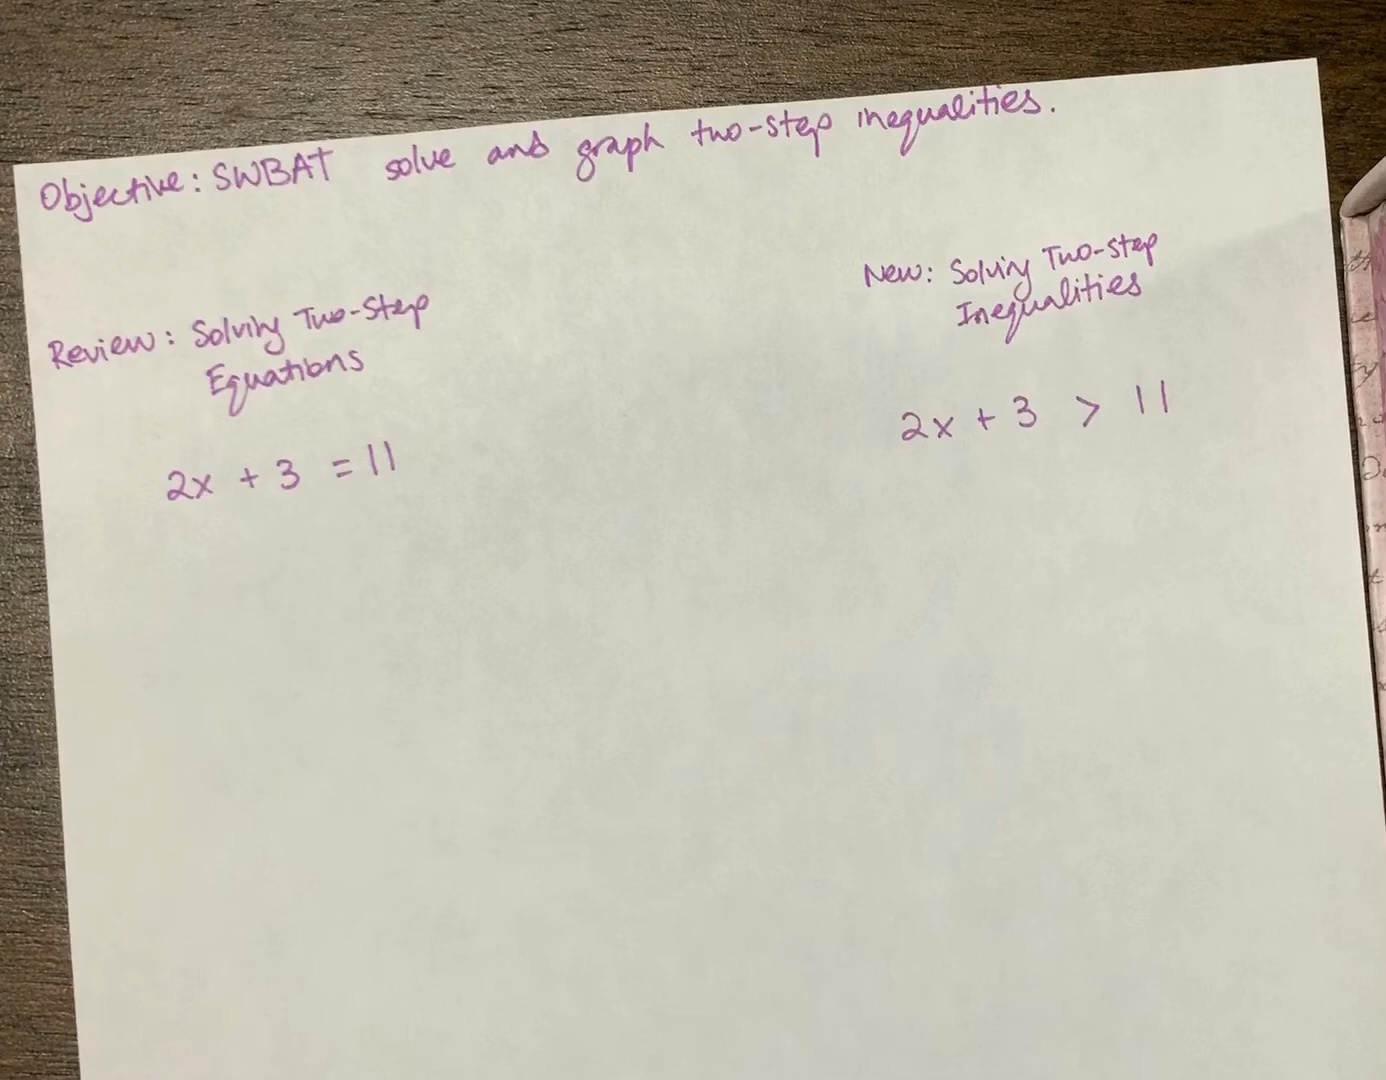 Objective: SWBAT solve and graph two-step inequalities.
Review: Solving Two-Step
Equations
2x + 3 = 11
New: Solving Two-Step
Inequalities
2x + 3 > 11